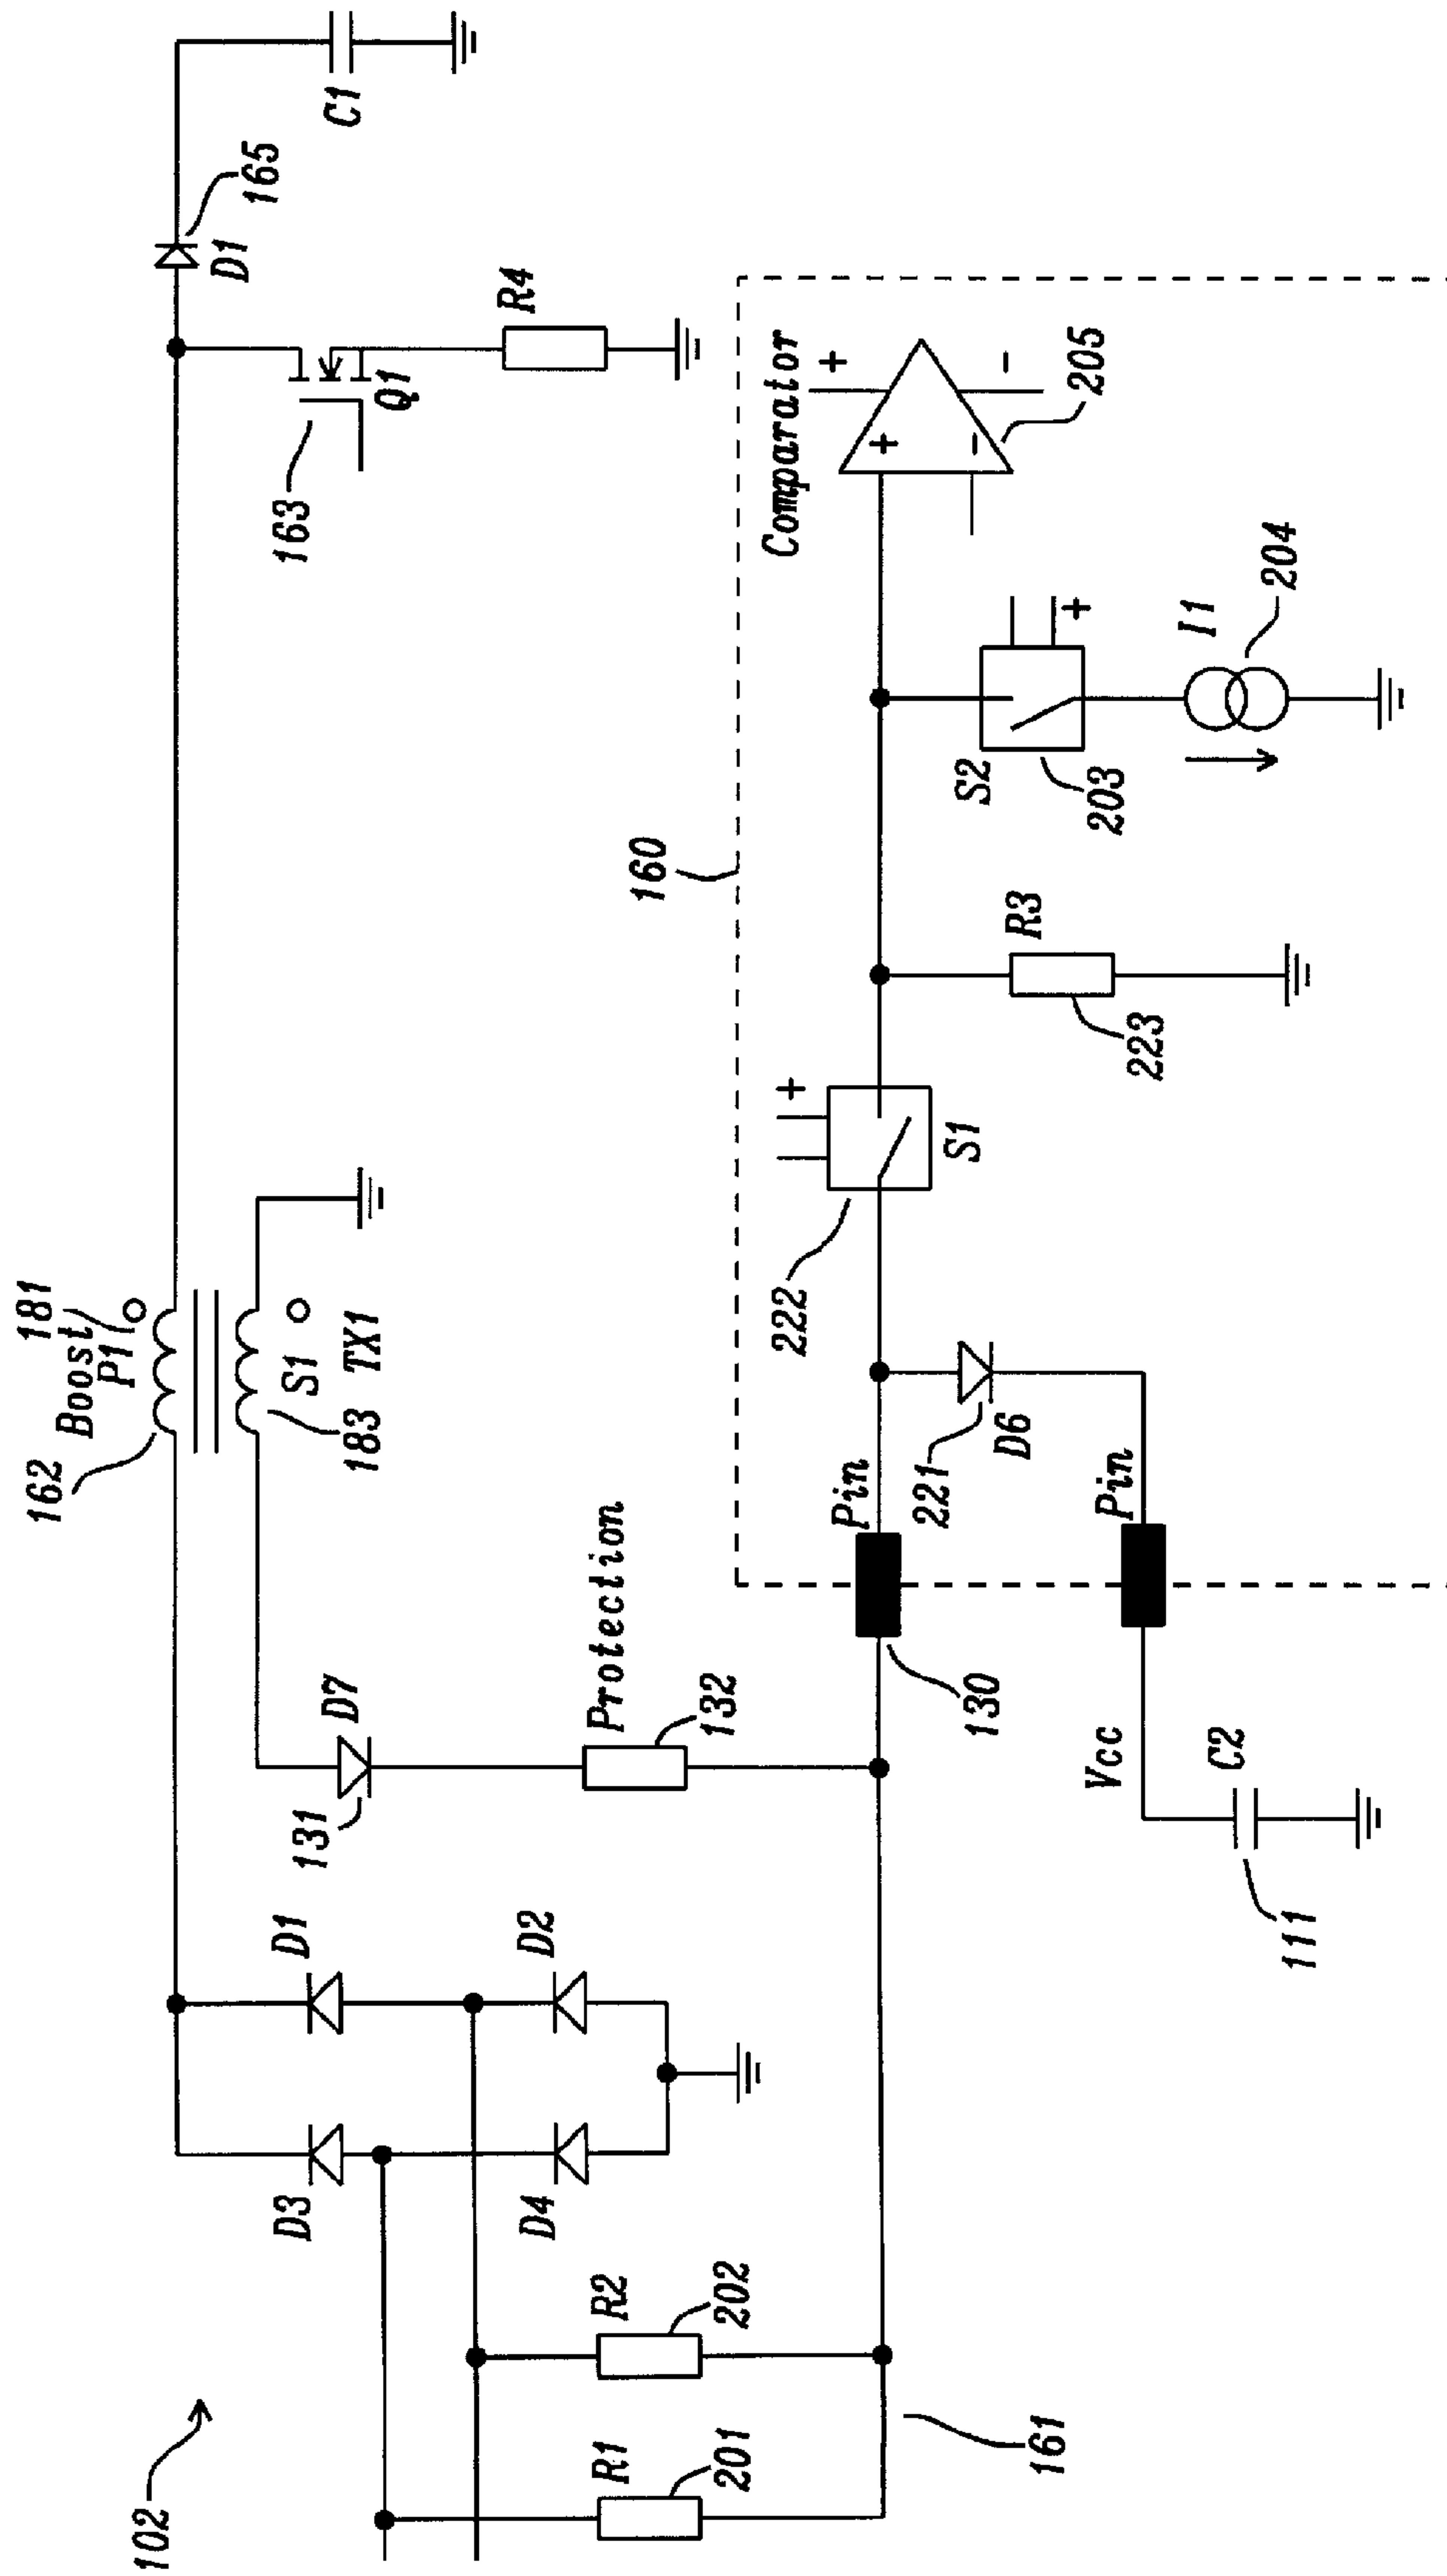 102
R1
201
R2
202
161
D3
D1
D4
D2
131
D7
Protection
132
162
Boost
P1
181
S1
183
TX1
163
Q1
R4
D1
165
C1
160
130
Pin
Pin
Vcc
C2
111
221
D6
222
+
S1
R3
223
S2
203
+
I1
204
Comparator
+
-
+
-
205